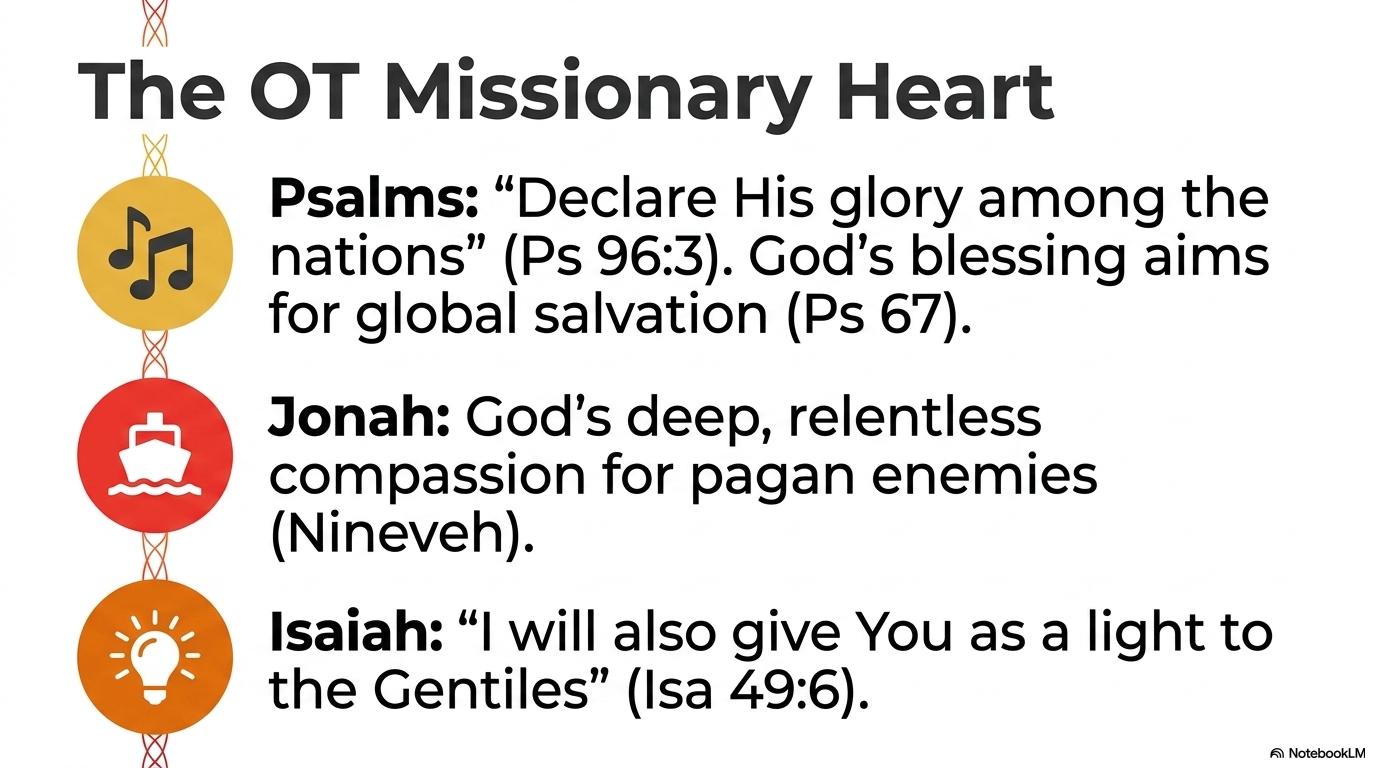 The OT Missionary Heart
Psalms: “Declare His glory among the
nations” (Ps 96:3). God’s blessing aims
for global salvation (Ps 67).
Jonah: God’s deep, relentless
compassion for pagan enemies
(Nineveh).
Isaiah: “I will also give You as a light to
the Gentiles” (Isa 49:6).
NotebookLM